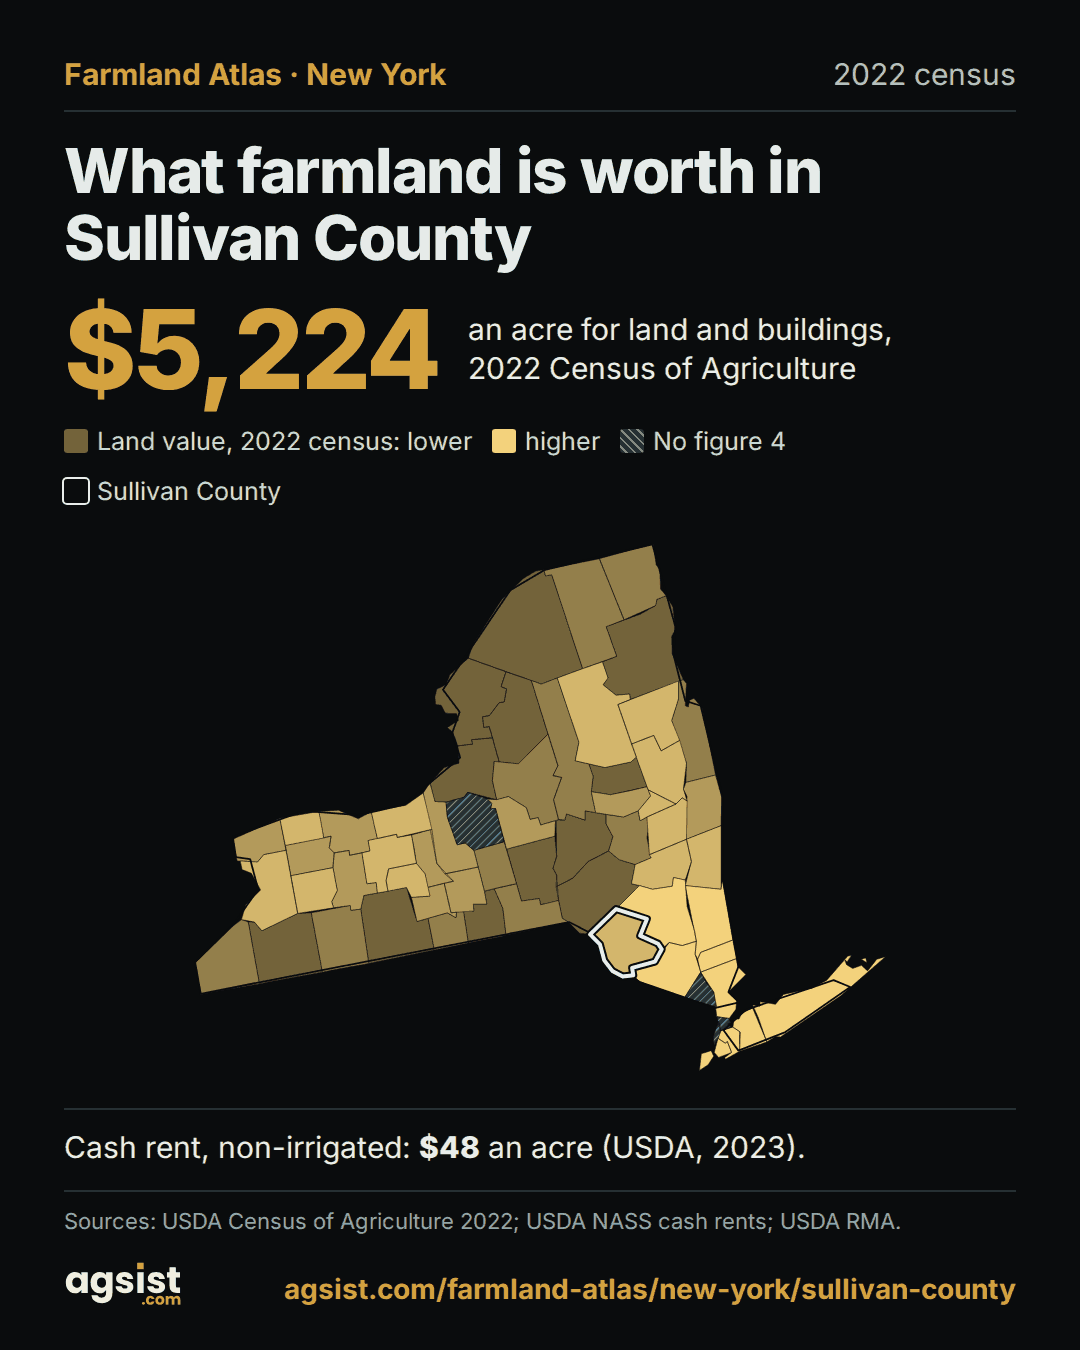 Farmland Atlas · New York
2022 census
What farmland is worth in
Sullivan County
$5,224
an acre for land and buildings,
2022 Census of Agriculture
Land value, 2022 census: lower
higher
No figure 4
Sullivan County
Cash rent, non-irrigated: $48 an acre (USDA, 2023).
Sources: USDA Census of Agriculture 2022; USDA NASS cash rents; USDA RMA.
agsist
.com
agsist.com/farmland-atlas/new-york/sullivan-county